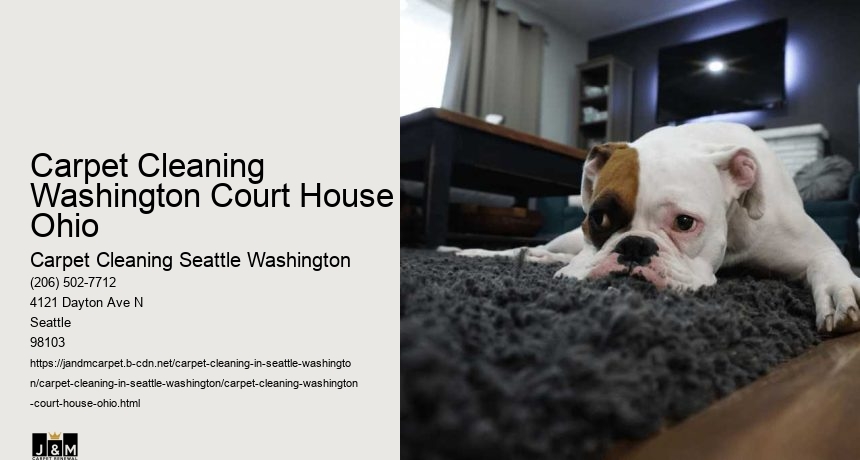 Carpet Cleaning
Washington Court House
Ohio
Carpet Cleaning Seattle Washington
(206) 502-7712
4121 Dayton Ave N
Seattle
98103
https://jandmcarpet.b-cdn.net/carpet-cleaning-in-seattle-washingto
n/carpet-cleaning-in-seattle-washington/carpet-cleaning-washington
-court-house-ohio.html
J&M
CARPET RENEWAL